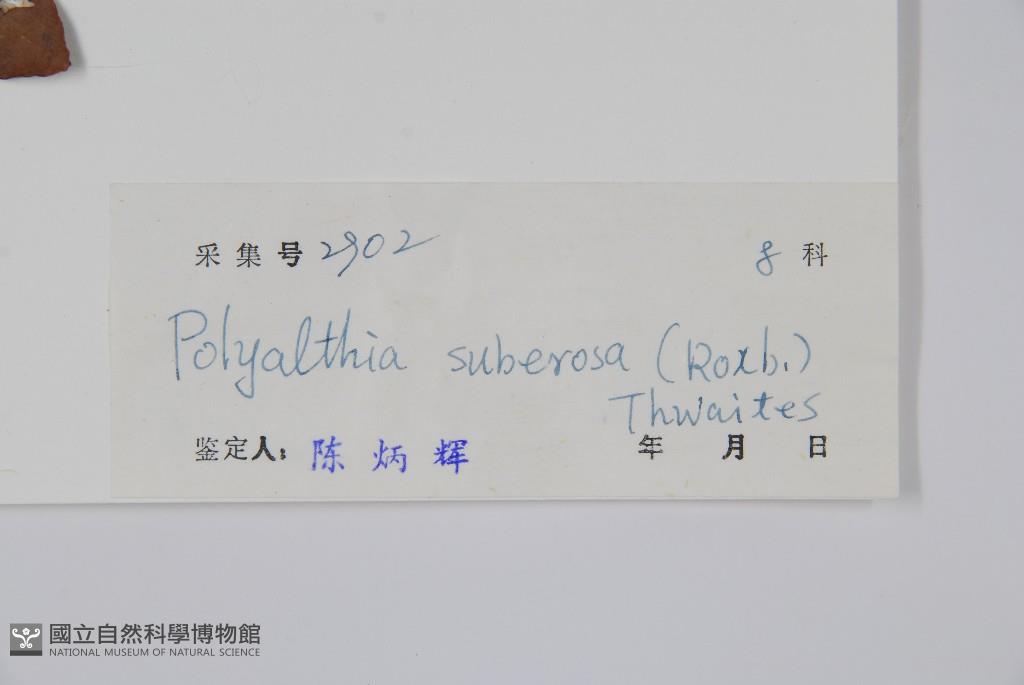 采集号 2902 8 科
Polyalthia suberosa (Roxb.)
Thwaites
鉴定人: 陈炳辉 年 月 日
國立自然科學博物館
NATIONAL MUSEUM OF NATURAL SCIENCE